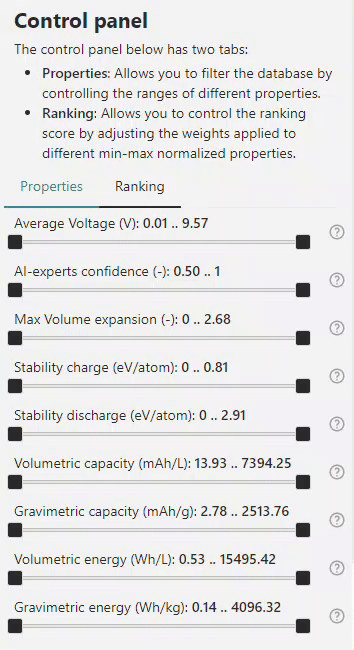 Control panel
The control panel below has two tabs:
• Properties: Allows you to filter the database by
controlling the ranges of different properties.
• Ranking: Allows you to control the ranking
score by adjusting the weights applied to
different min-max normalized properties.
Properties Ranking
Average Voltage (V): 0.01 .. 9.57
?
AI-experts confidence (-): 0.50 .. 1
?
Max Volume expansion (-): 0 .. 2.68
?
Stability charge (eV/atom): 0 .. 0.81
?
Stability discharge (eV/atom): 0 .. 2.91
?
Volumetric capacity (mAh/L): 13.93 .. 7394.25
?
Gravimetric capacity (mAh/g): 2.78 .. 2513.76
?
Volumetric energy (Wh/L): 0.53 .. 15495.42
?
Gravimetric energy (Wh/kg): 0.14 .. 4096.32
?